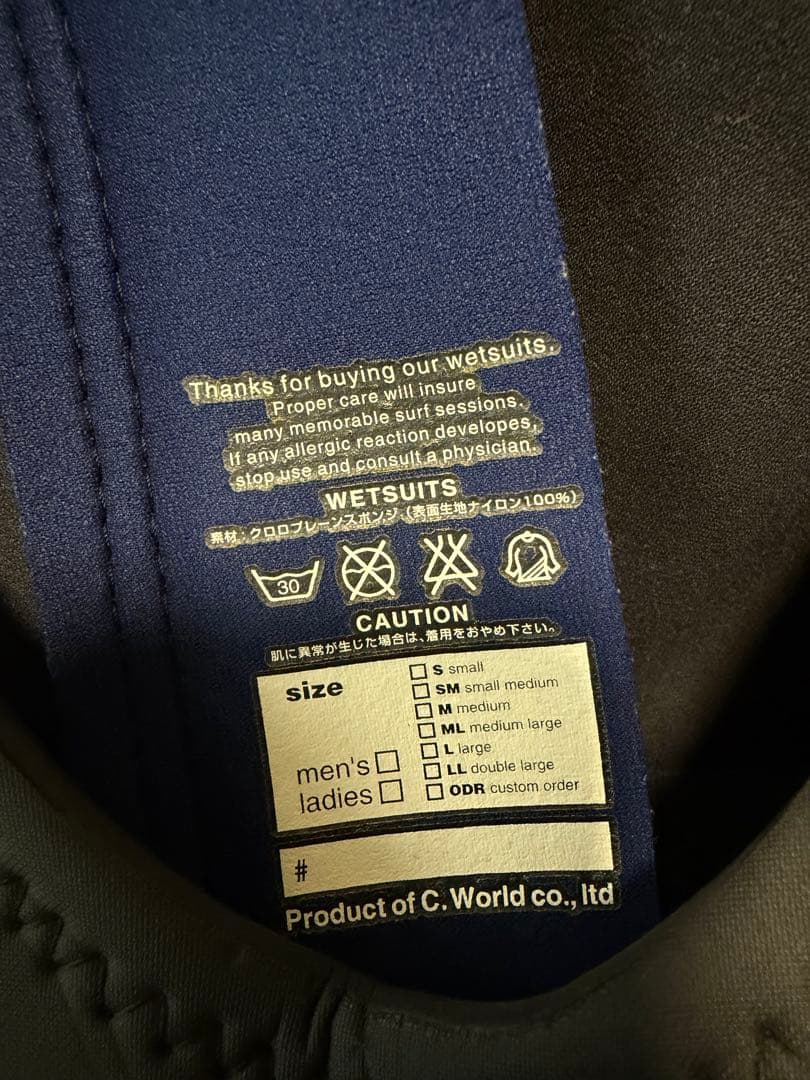 Thanks for buying our wetsuits.
Proper care will insure
many memorable surf sessions.
If any allergic reaction developes,
stop use and consult a physician.
WETSUITS
素材:クロロプレーンスポンジ(表面生地ナイロン100%)
30
CAUTION
肌に異常が生じた場合は、着用をおやめ下さい。
size
S small
SM small medium
M medium
ML medium large
L large
LL double large
ODR custom order
men's
ladies
#
Product of C.World co., ltd